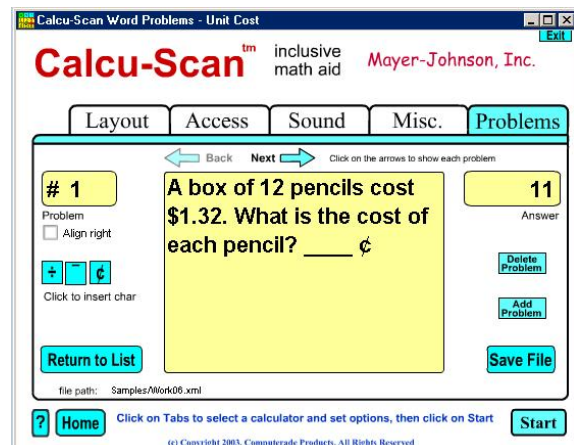 Calcu-Scan Word Problems - Unit Cost
Exit
Calcu-Scan tm inclusive math aid Mayer-Johnson, Inc.
Layout Access Sound Misc. Problems
Back Next Click on the arrows to show each problem
# 1
Problem
Align right
÷ ¯ ¢
Click to insert char
A box of 12 pencils cost
$1.32. What is the cost of
each pencil? ____ ¢
11
Answer
Delete Problem
Add Problem
Return to List
Save File
file path: Samples/Work06.xml
? Home Click on Tabs to select a calculator and set options, then click on Start Start
(c) Copyright 2003, Computerade Products, All Rights Reserved